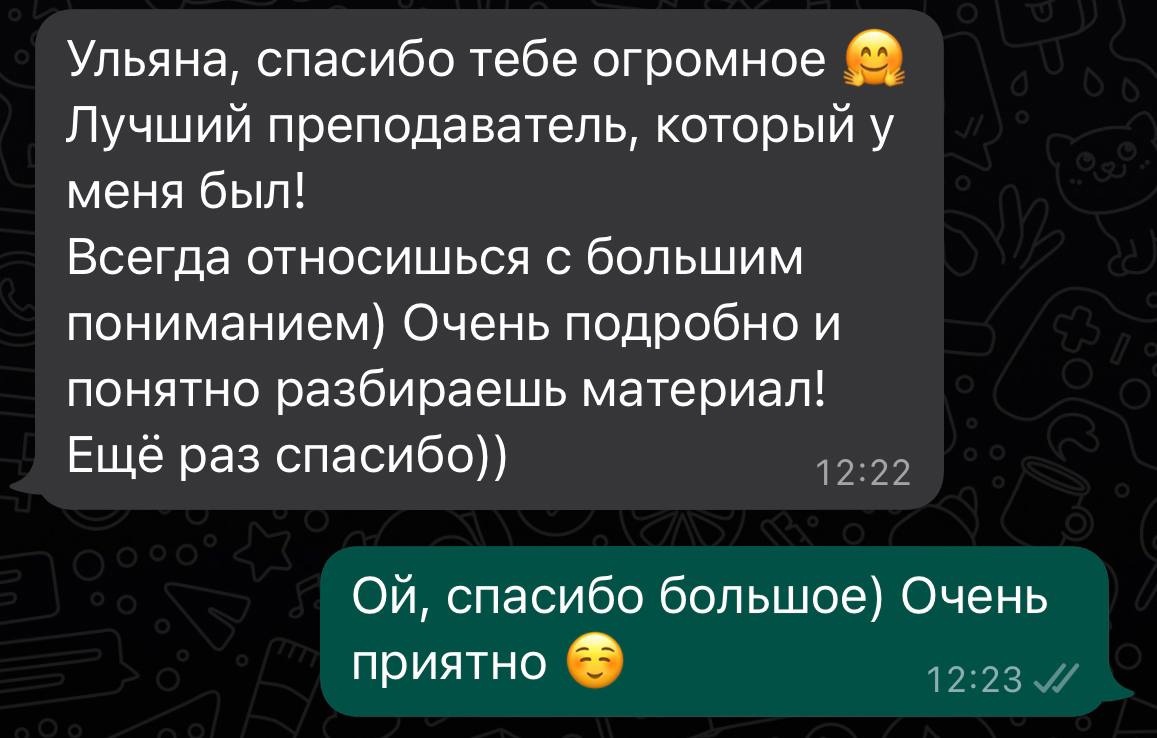 Ульяна, спасибо тебе огромное 🤗
Лучший преподаватель, который у
меня был!
Всегда относишься с большим
пониманием) Очень подробно и
понятно разбираешь материал!
Ещё раз спасибо))
12:22
Ой, спасибо большое) Очень
приятно ☺️
12:23